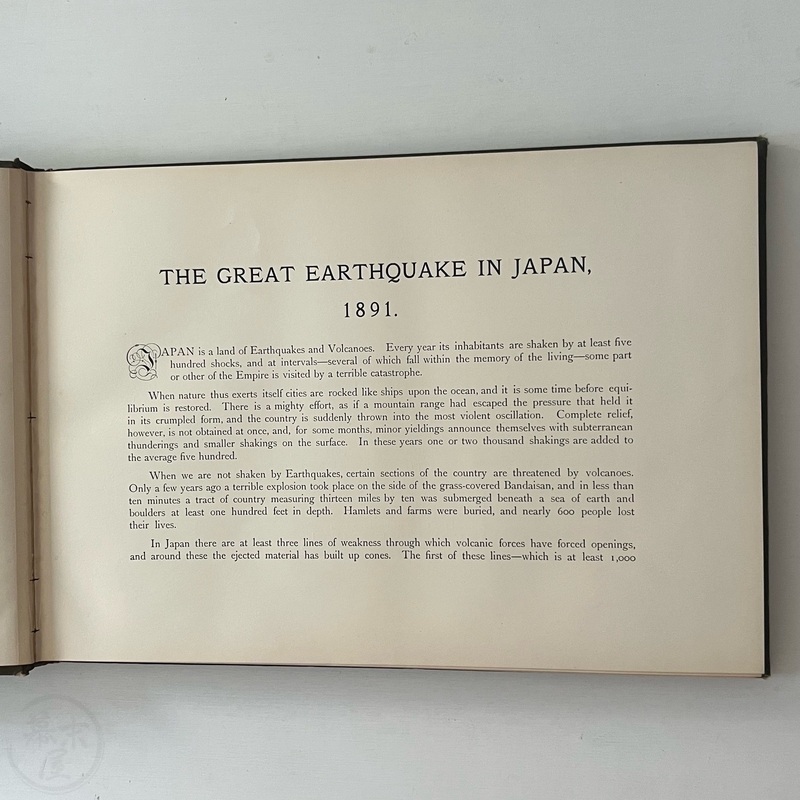 THE GREAT EARTHQUAKE IN JAPAN,
1891.
JAPAN is a land of Earthquakes and Volcanoes. Every year its inhabitants are shaken by at least five
hundred shocks, and at intervals—several of which fall within the memory of the living—some part
or other of the Empire is visited by a terrible catastrophe.
When nature thus exerts itself cities are rocked like ships upon the ocean, and it is some time before equi-
librium is restored. There is a mighty effort, as if a mountain range had escaped the pressure that held it
in its crumpled form, and the country is suddenly thrown into the most violent oscillation. Complete relief,
however, is not obtained at once, and, for some months, minor yieldings announce themselves with subterranean
thunderings and smaller shakings on the surface. In these years one or two thousand shakings are added to
the average five hundred.
When we are not shaken by Earthquakes, certain sections of the country are threatened by volcanoes.
Only a few years ago a terrible explosion took place on the side of the grass-covered Bandaisan, and in less than
ten minutes a tract of country measuring thirteen miles by ten was submerged beneath a sea of earth and
boulders at least one hundred feet in depth. Hamlets and farms were buried, and nearly 600 people lost
their lives.
In Japan there are at least three lines of weakness through which volcanic forces have forced openings,
and around these the ejected material has built up cones. The first of these lines—which is at least 1,000
幕末屋